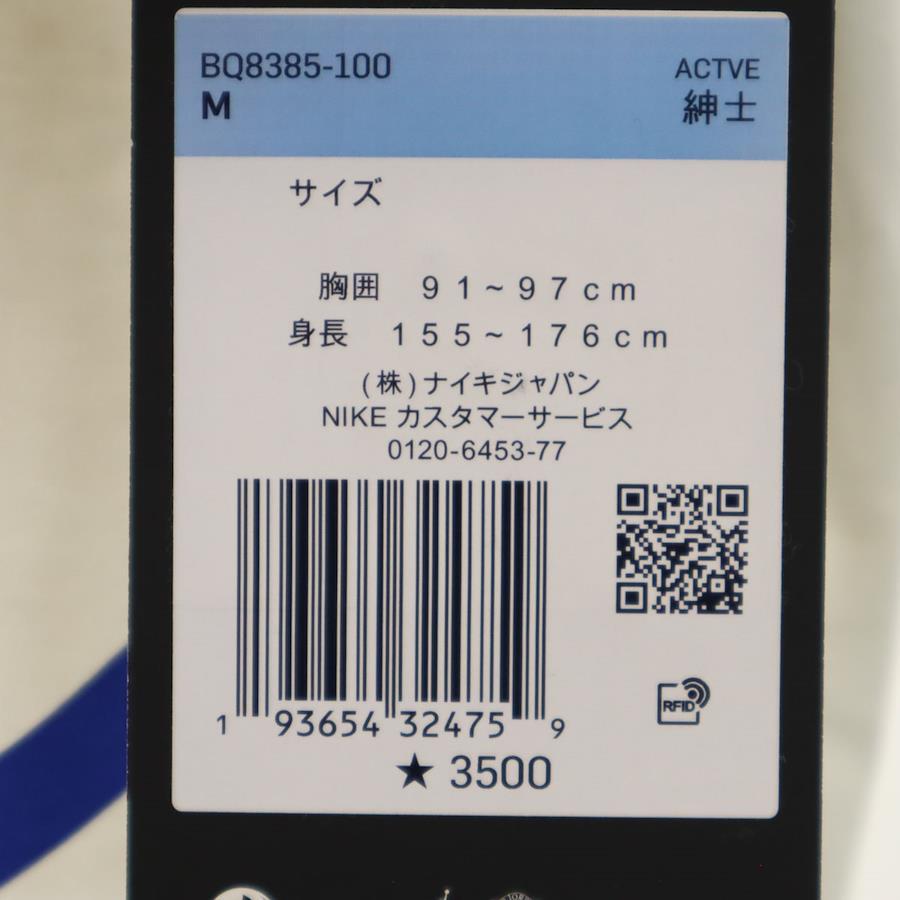 BQ8385-100
ACTVE
M
紳士
サイズ
胸囲 91~97cm
身長 155~176cm
(株)ナイキジャパン
NIKE カスタマーサービス
0120-6453-77
RFID
1 93654 32475 9
★ 3500